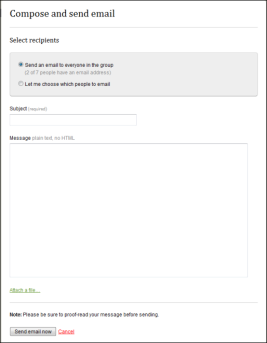 Compose and send email
Select recipients
Send an email to everyone in the group
(2 of 7 people have an email address)
Let me choose which people to email
Subject (required)
Message plain text, no HTML
Attach a file...
Note: Please be sure to proof-read your message before sending.
Send email now Cancel